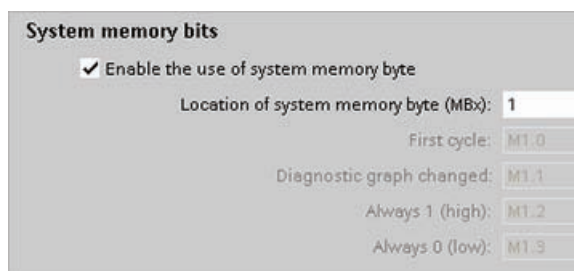 System memory bits
Enable the use of system memory byte
Location of system memory byte (MBx): 1
First cycle: M1.0
Diagnostic graph changed: M1.1
Always 1 (high): M1.2
Always 0 (low): M1.3